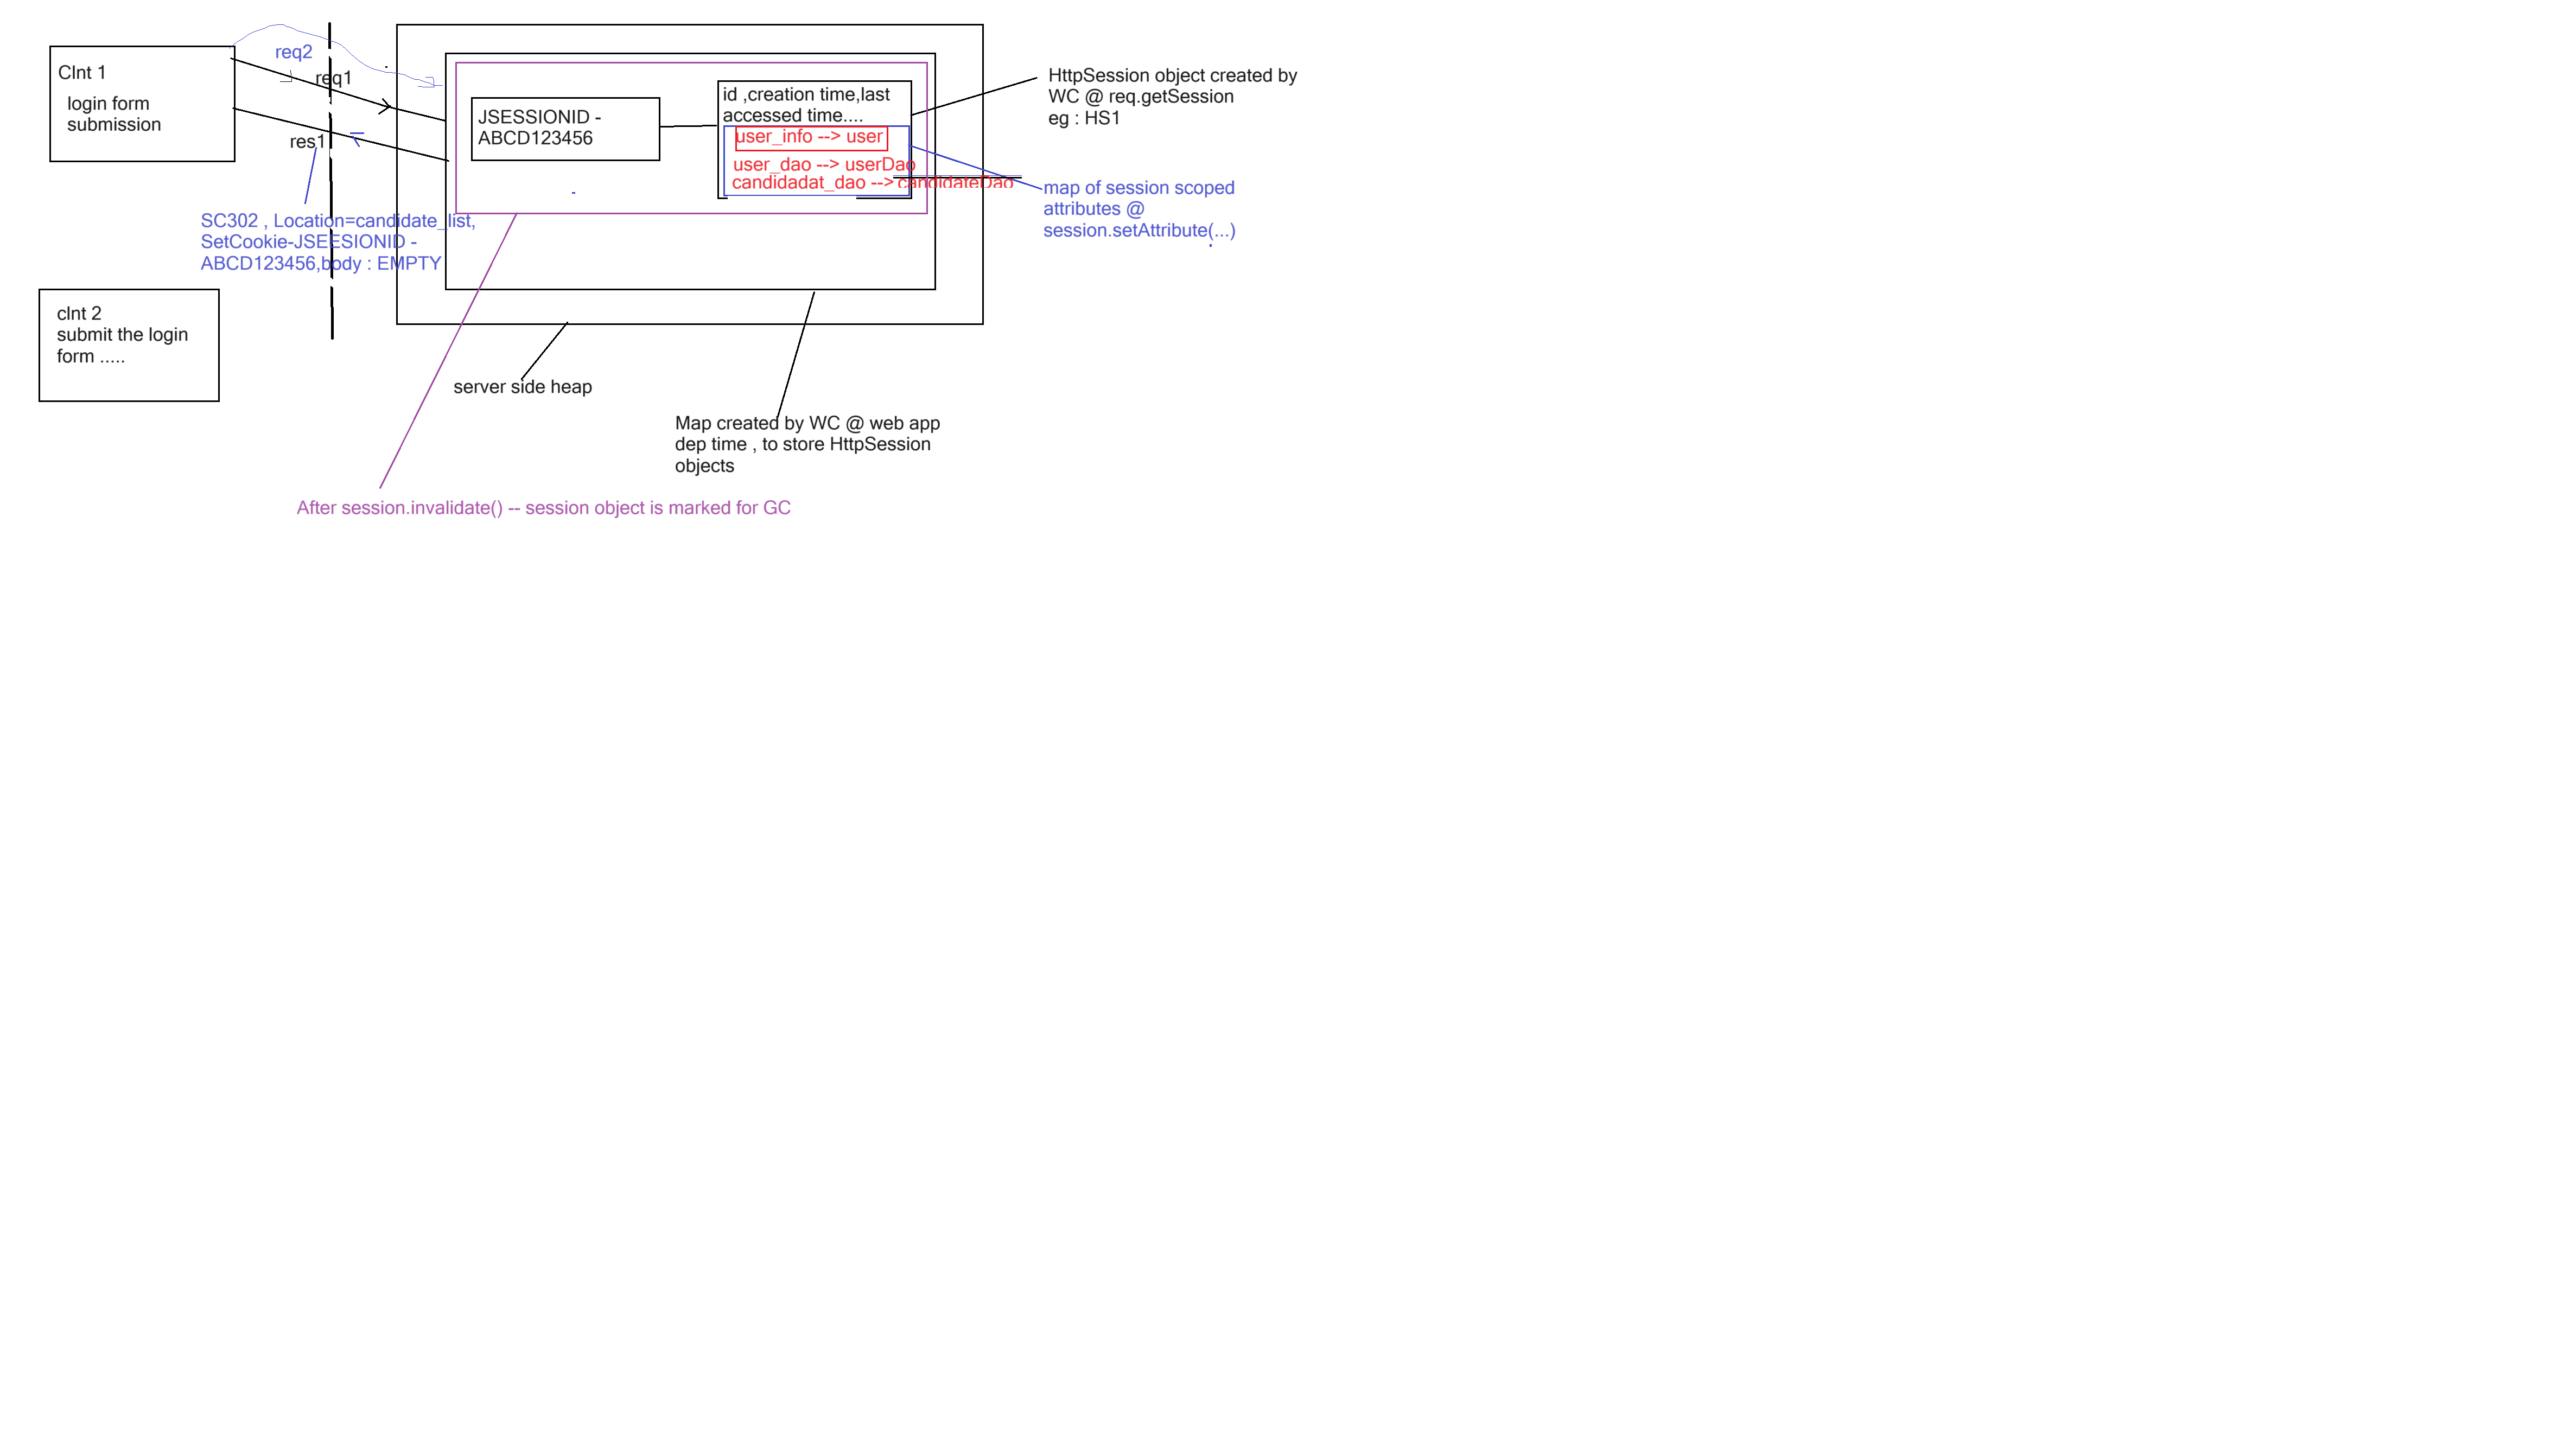 Clnt 1
login form
submission
req2
req1
res1
SC302 , Location=candidate_list,
SetCookie-JSEESIONID -
ABCD123456,body : EMPTY
clnt 2
submit the login
form .....
JSESSIONID -
ABCD123456
id ,creation time,last
accessed time....
user_info --> user
user_dao --> userDao
candidadat_dao --> candidateDao
HttpSession object created by
WC @ req.getSession
eg : HS1
map of session scoped
attributes @
session.setAttribute(...)
server side heap
Map created by WC @ web app
dep time , to store HttpSession
objects
After session.invalidate() -- session object is marked for GC